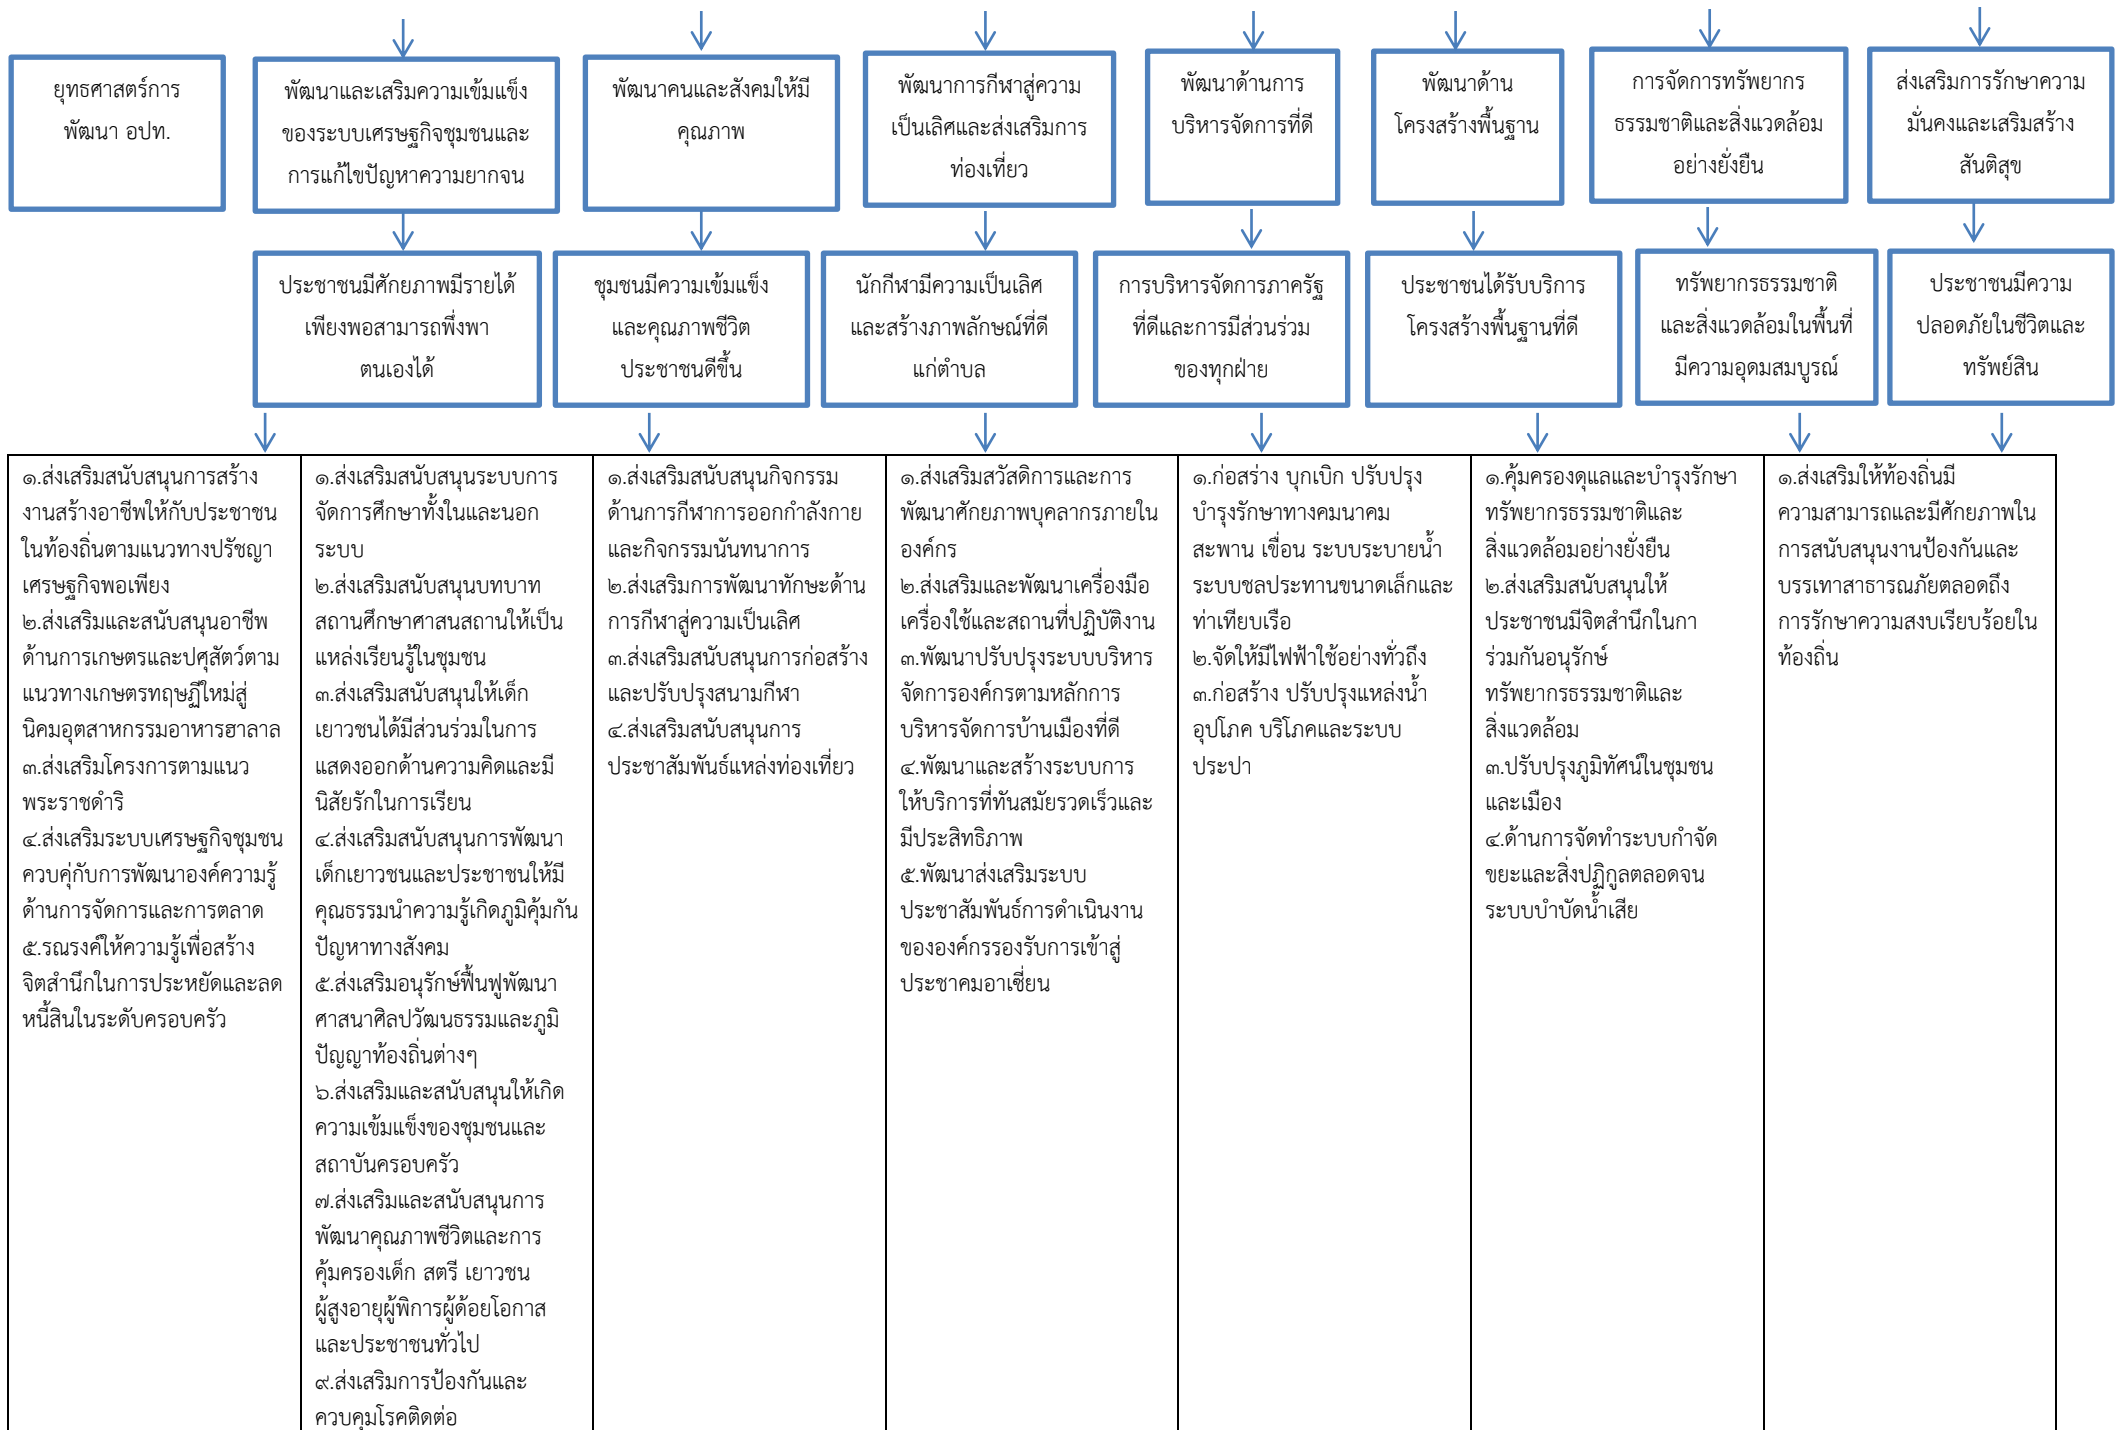 ยุทธศาสตร์การ
พัฒนา อปท.
พัฒนาและเสริมความเข้มแข็ง
ของระบบเศรษฐกิจชุมชนและ
การแก้ไขปัญหาความยากจน
พัฒนาคนและสังคมให้มี
คุณภาพ
พัฒนาการกีฬาสู่ความ
เป็นเลิศและส่งเสริมการ
ท่องเที่ยว
พัฒนาด้านการ
บริหารจัดการที่ดี
พัฒนาด้าน
โครงสร้างพื้นฐาน
การจัดการทรัพยากร
ธรรมชาติและสิ่งแวดล้อม
อย่างยั่งยืน
ส่งเสริมการรักษาความ
มั่นคงและเสริมสร้าง
สันติสุข
ประชาชนมีศักยภาพมีรายได้
เพียงพอสามารถพึ่งพา
ตนเองได้
ชุมชนมีความเข้มแข็ง
และคุณภาพชีวิต
ประชาชนดีขึ้น
นักกีฬามีความเป็นเลิศ
และสร้างภาพลักษณ์ที่ดี
แก่ตำบล
การบริหารจัดการภาครัฐ
ที่ดีและการมีส่วนร่วม
ของทุกฝ่าย
ประชาชนได้รับบริการ
โครงสร้างพื้นฐานที่ดี
ทรัพยากรธรรมชาติ
และสิ่งแวดล้อมในพื้นที่
มีความอุดมสมบูรณ์
ประชาชนมีความ
ปลอดภัยในชีวิตและ
ทรัพย์สิน
๑.ส่งเสริมสนับสนุนการสร้าง
งานสร้างอาชีพให้กับประชาชน
ในท้องถิ่นตามแนวทางปรัชญา
เศรษฐกิจพอเพียง
๒.ส่งเสริมและสนับสนุนอาชีพ
ด้านการเกษตรและปศุสัตว์ตาม
แนวทางเกษตรทฤษฎีใหม่สู่
นิคมอุตสาหกรรมอาหารฮาลาล
๓.ส่งเสริมโครงการตามแนว
พระราชดำริ
๔.ส่งเสริมระบบเศรษฐกิจชุมชน
ควบคู่กับการพัฒนาองค์ความรู้
ด้านการจัดการและการตลาด
๕.รณรงค์ให้ความรู้เพื่อสร้าง
จิตสำนึกในการประหยัดและลด
หนี้สินในระดับครอบครัว
๑.ส่งเสริมสนับสนุนระบบการ
จัดการศึกษาทั้งในและนอก
ระบบ
๒.ส่งเสริมสนับสนุนบทบาท
สถานศึกษาศาสนสถานให้เป็น
แหล่งเรียนรู้ในชุมชน
๓.ส่งเสริมสนับสนุนให้เด็ก
เยาวชนได้มีส่วนร่วมในการ
แสดงออกด้านความคิดและมี
นิสัยรักในการเรียน
๔.ส่งเสริมสนับสนุนการพัฒนา
เด็กเยาวชนและประชาชนให้มี
คุณธรรมนำความรู้เกิดภูมิคุ้มกัน
ปัญหาทางสังคม
๕.ส่งเสริมอนุรักษ์ฟื้นฟูพัฒนา
ศาสนาศิลปวัฒนธรรมและภูมิ
ปัญญาท้องถิ่นต่างๆ
๖.ส่งเสริมและสนับสนุนให้เกิด
ความเข้มแข็งของชุมชนและ
สถาบันครอบครัว
๗.ส่งเสริมและสนับสนุนการ
พัฒนาคุณภาพชีวิตและการ
คุ้มครองเด็ก สตรี เยาวชน
ผู้สูงอายุผู้พิการผู้ด้อยโอกาส
และประชาชนทั่วไป
๙.ส่งเสริมการป้องกันและ
ควบคุมโรคติดต่อ
๑.ส่งเสริมสนับสนุนกิจกรรม
ด้านการกีฬาการออกกำลังกาย
และกิจกรรมนันทนาการ
๒.ส่งเสริมการพัฒนาทักษะด้าน
การกีฬาสู่ความเป็นเลิศ
๓.ส่งเสริมสนับสนุนการก่อสร้าง
และปรับปรุงสนามกีฬา
๔.ส่งเสริมสนับสนุนการ
ประชาสัมพันธ์แหล่งท่องเที่ยว
๑.ส่งเสริมสวัสดิการและการ
พัฒนาศักยภาพบุคลากรภายใน
องค์กร
๒.ส่งเสริมและพัฒนาเครื่องมือ
เครื่องใช้และสถานที่ปฏิบัติงาน
๓.พัฒนาปรับปรุงระบบบริหาร
จัดการองค์กรตามหลักการ
บริหารจัดการบ้านเมืองที่ดี
๔.พัฒนาและสร้างระบบการ
ให้บริการที่ทันสมัยรวดเร็วและ
มีประสิทธิภาพ
๕.พัฒนาส่งเสริมระบบ
ประชาสัมพันธ์การดำเนินงาน
ขององค์กรรองรับการเข้าสู่
ประชาคมอาเซี่ยน
๑.ก่อสร่าง บุกเบิก ปรับปรุง
บำรุงรักษาทางคมนาคม
สะพาน เขื่อน ระบบระบายน้ำ
ระบบชลประทานขนาดเล็กและ
ท่าเทียบเรือ
๒.จัดให้มีไฟฟ้าใช้อย่างทั่วถึง
๓.ก่อสร้าง ปรับปรุงแหล่งน้ำ
อุปโภค บริโภคและระบบ
ประปา
๑.คุ้มครองดุแลและบำรุงรักษา
ทรัพยากรธรรมชาติและ
สิ่งแวดล้อมอย่างยั่งยืน
๒.ส่งเสริมสนับสนุนให้
ประชาชนมีจิตสำนึกในกา
ร่วมกันอนุรักษ์
ทรัพยากรธรรมชาติและ
สิ่งแวดล้อม
๓.ปรับปรุงภูมิทัศน์ในชุมชน
และเมือง
๔.ด้านการจัดทำระบบกำจัด
ขยะและสิ่งปฏิกูลตลอดจน
ระบบบำบัดน้ำเสีย
๑.ส่งเสริมให้ท้องถิ่นมี
ความสามารถและมีศักยภาพใน
การสนับสนุนงานป้องกันและ
บรรเทาสาธารณภัยตลอดถึง
การรักษาความสงบเรียบร้อยใน
ท้องถิ่น